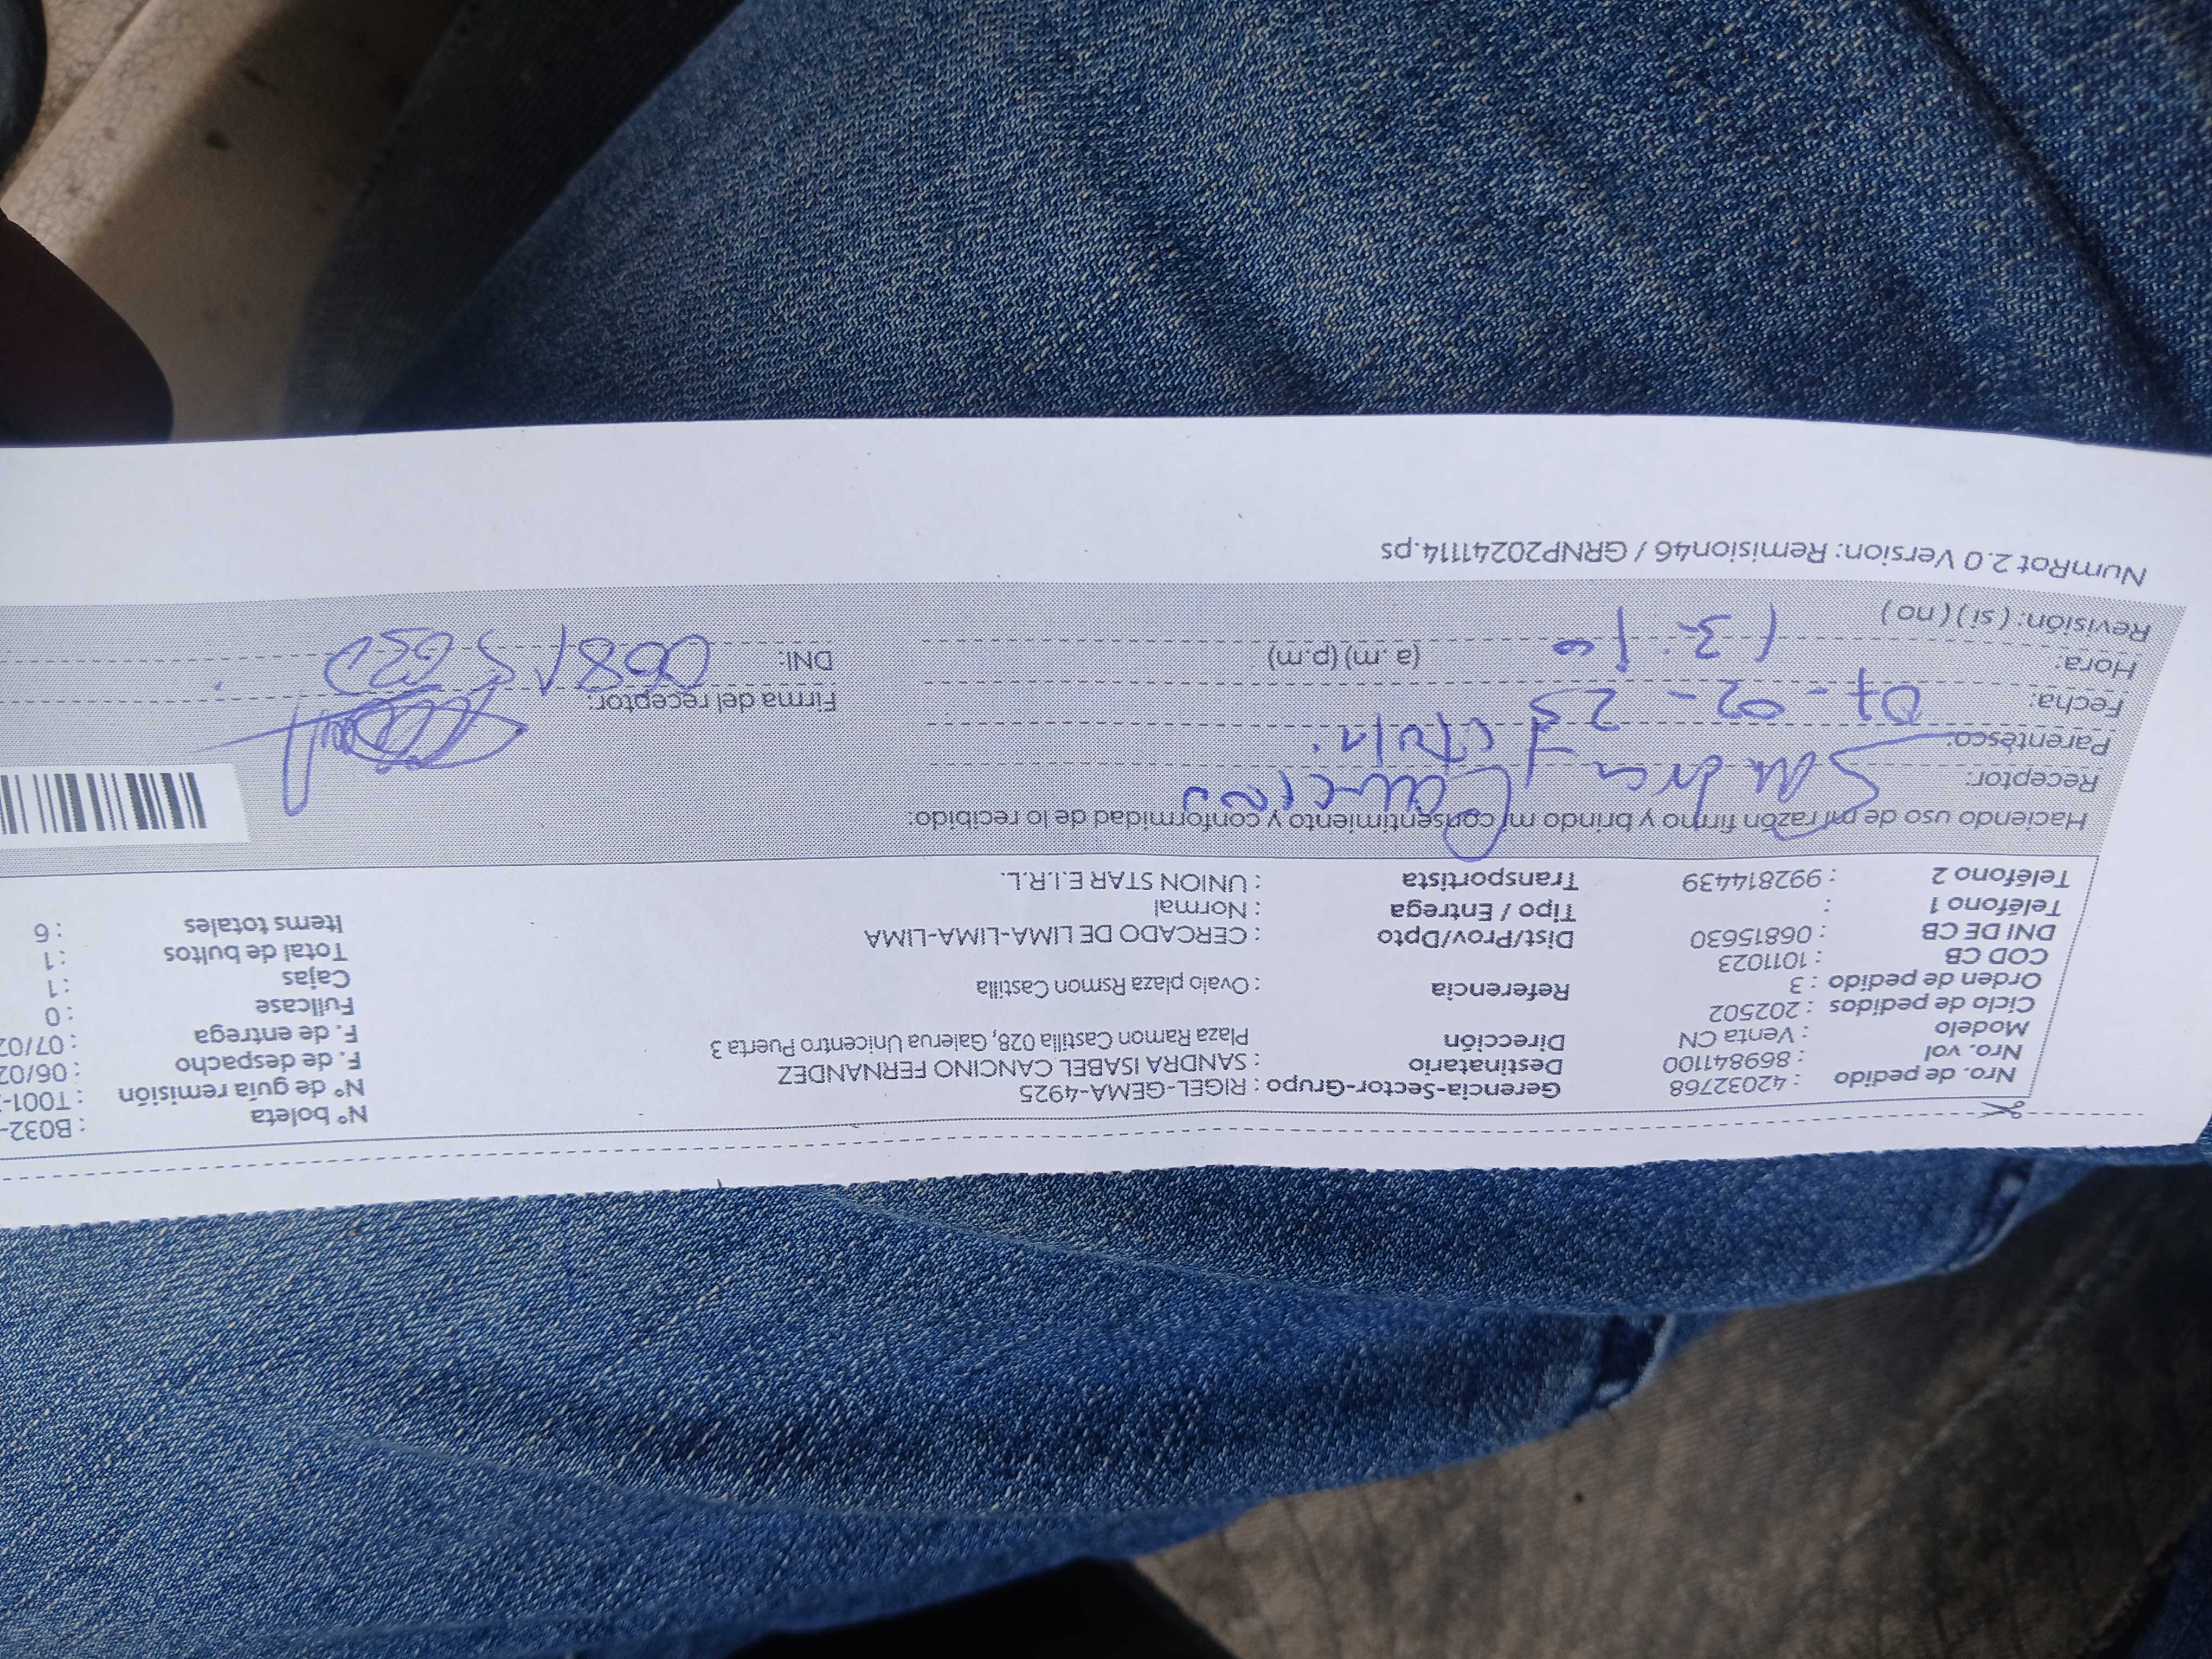 Nro. de pedido : 42032768 Gerencia-Sector-Grupo : RIGEL-GEMA-4925 N° boleta : B032-
Nro. vol : 869841100 Destinatario : SANDRA ISABEL CANCINO FERNANDEZ N° de guía remisión : T001-
Modelo : Venta CN Dirección Plaza Ramon Castilla 028, Galerua Unicentro Puerta 3 F. de despacho : 06/02
Ciclo de pedidos : 202502 F. de entrega : 07/02
Orden de pedido : 3 Referencia : Ovalo plaza Rsmon Castilla Fullcase : 0
COD CB : 1011023 Cajas : 1
DNI DE CB : 06815630 Dist/Prov/Dpto : CERCADO DE LIMA-LIMA-LIMA Total de bultos : 1
Teléfono 1 : Tipo / Entrega : Normal Items totales : 6
Teléfono 2 : 992814439 Transportista : UNION STAR E.I.R.L.
Haciendo uso de mi razón firmo y brindo mi consentimiento y conformidad de lo recibido:
Receptor: Sandra Cancino
Parentesco: Titular.
Fecha: 07-02-25 Firma del receptor:
Hora: 13:10 (a.m) (p.m) DNI: 06815630
Revisión: ( si ) ( no )
NumRot 2.0 Version: Remision46 / GRNP20241114.ps